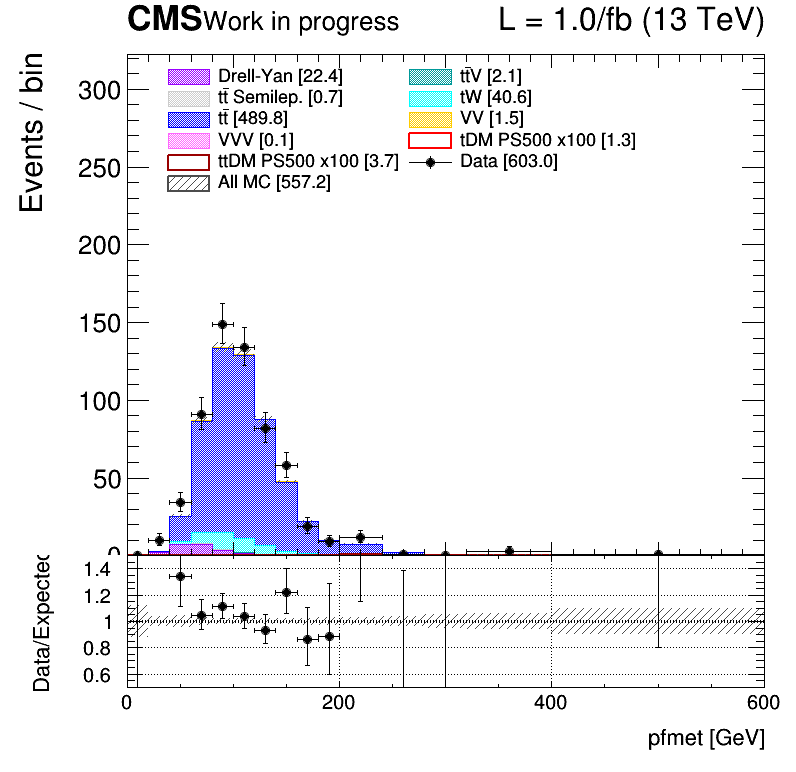 CMS Work in progress L = 1.0/fb (13 TeV)
Events / bin
300
250
200
150
100
50
0
Drell-Yan [22.4]
tt̄ Semilep. [0.7]
tt̄ [489.8]
VVV [0.1]
ttDM PS500 x100 [3.7]
All MC [557.2]
tt̄V [2.1]
tW [40.6]
VV [1.5]
tDM PS500 x100 [1.3]
Data [603.0]
Data/Expected
1.4
1.2
1
0.8
0.6
0 200 400 600
pfmet [GeV]